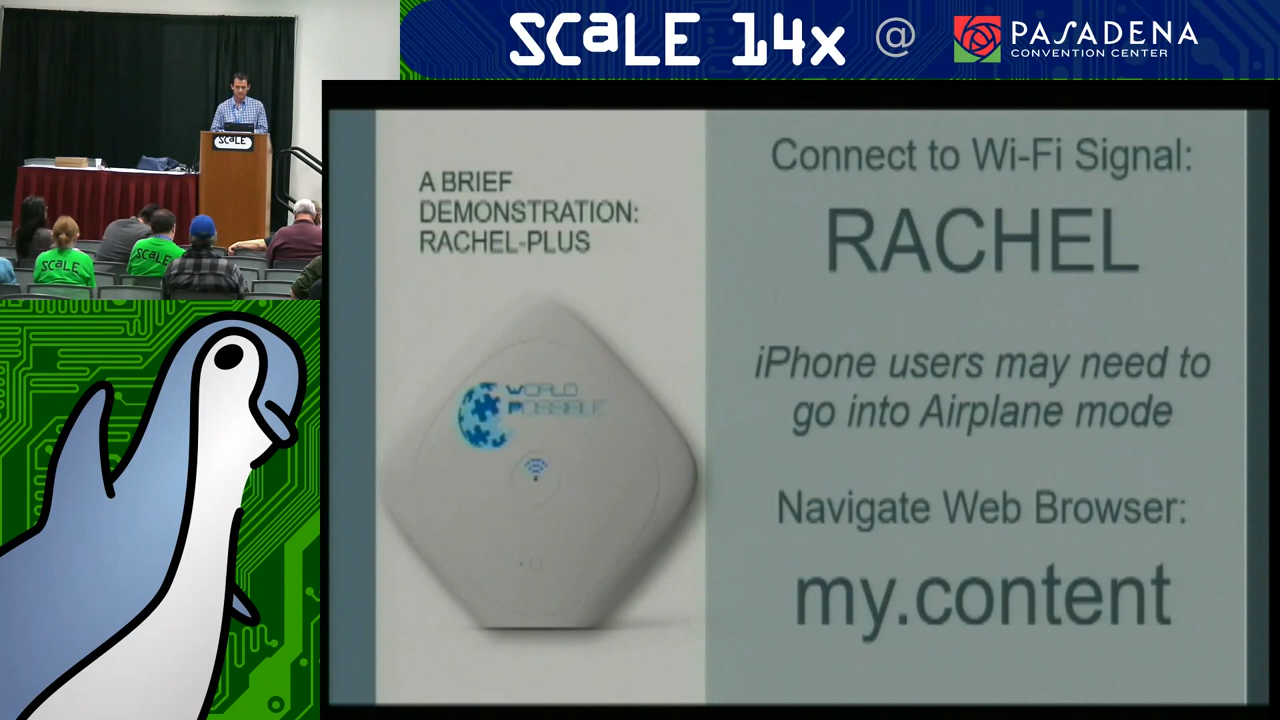 SCaLE 14x @ PASADENA
CONVENTION CENTER
SCALE
SCALE
SCALE
A BRIEF
DEMONSTRATION:
RACHEL-PLUS
WORLD
POSSIBLE
Connect to Wi-Fi Signal:
RACHEL
iPhone users may need to
go into Airplane mode
Navigate Web Browser:
my.content